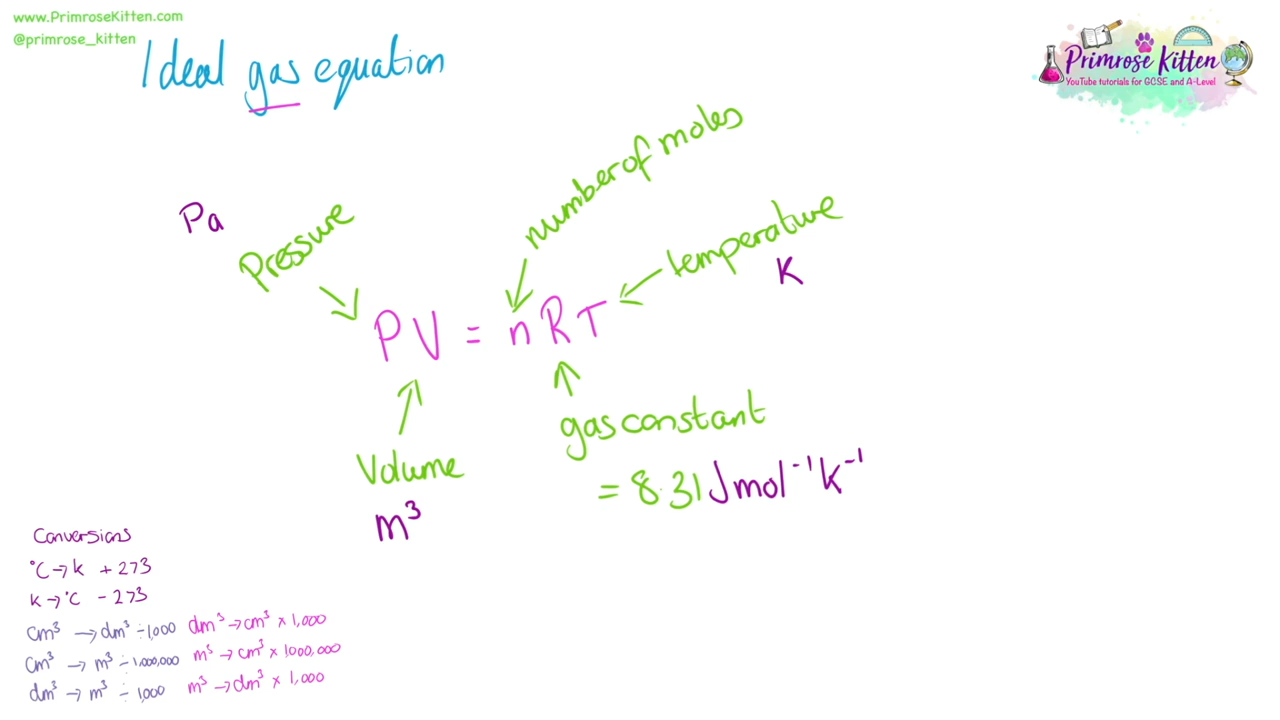 www.PrimroseKitten.com
@primrose_kitten
Ideal gas equation
Primrose Kitten
YouTube tutorials for GCSE and A-Level
number of moles
Pa
Pressure
temperature
K
PV = nRT
gas constant
= 8.31 J mol⁻¹ K⁻¹
Volume
m³
Conversions
°C → K + 273
K → °C - 273
cm³ → dm³ ÷ 1,000 dm³ → cm³ × 1,000
cm³ → m³ ÷ 1,000,000 m³ → cm³ × 1,000,000
dm³ → m³ ÷ 1,000 m³ → dm³ × 1,000